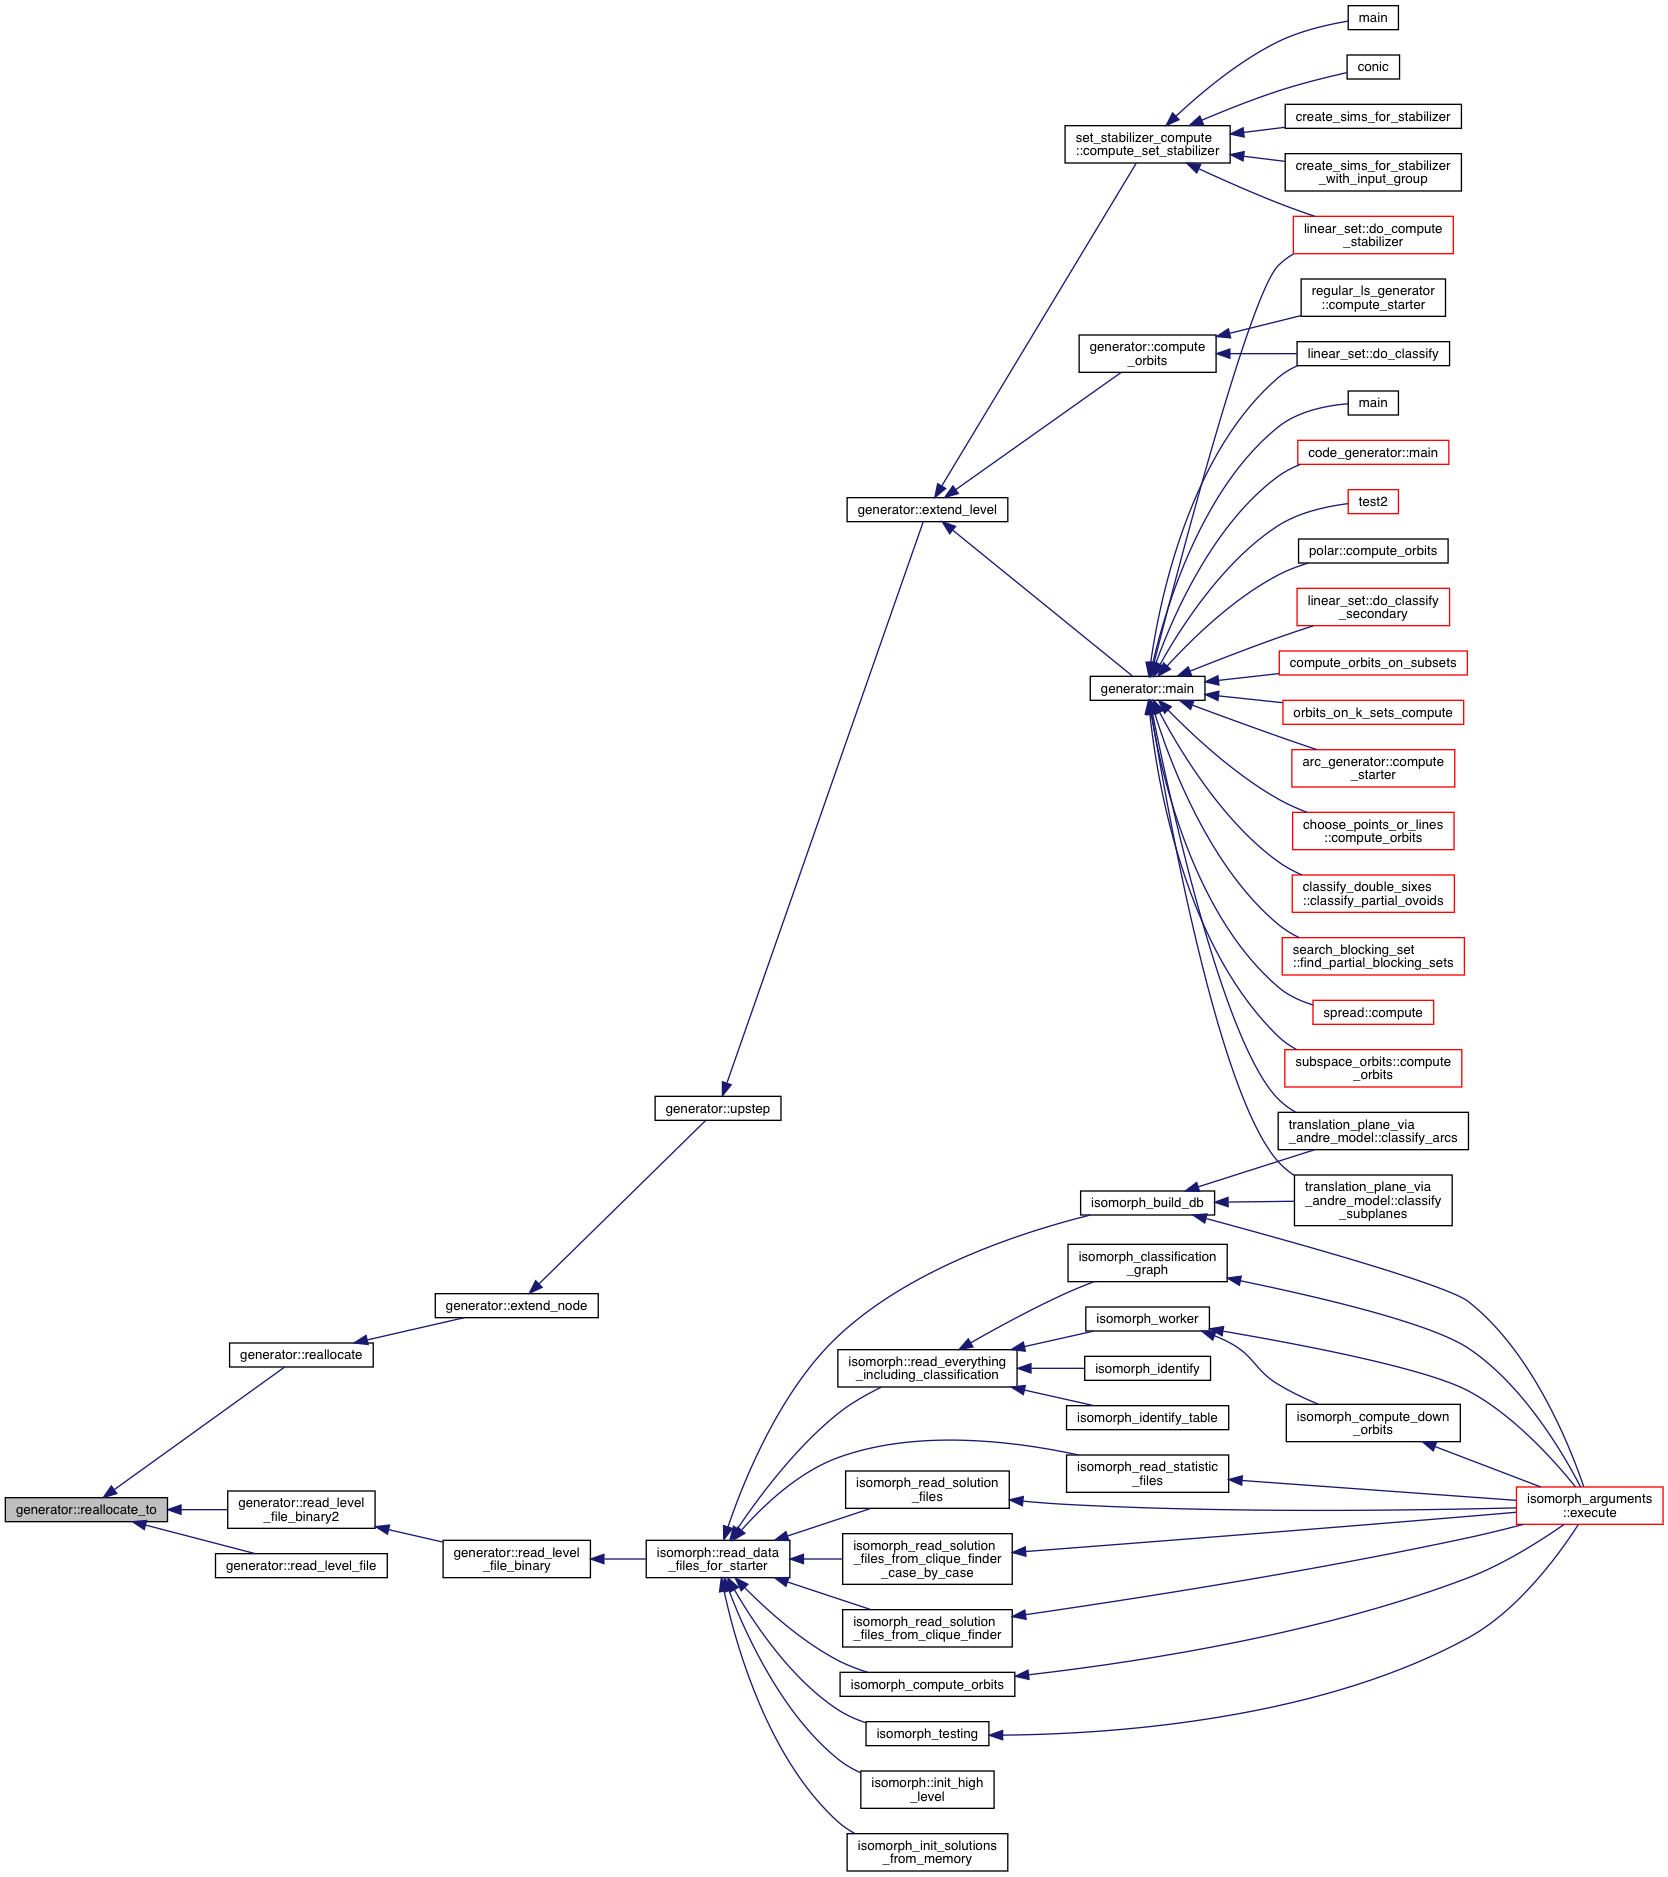 main
conic
create_sims_for_stabilizer
set_stabilizer_compute
::compute_set_stabilizer
create_sims_for_stabilizer
_with_input_group
linear_set::do_compute
_stabilizer
regular_ls_generator
::compute_starter
generator::compute
_orbits
linear_set::do_classify
main
code_generator::main
test2
generator::extend_level
polar::compute_orbits
linear_set::do_classify
_secondary
compute_orbits_on_subsets
generator::main
orbits_on_k_sets_compute
arc_generator::compute
_starter
choose_points_or_lines
::compute_orbits
classify_double_sixes
::classify_partial_ovoids
search_blocking_set
::find_partial_blocking_sets
spread::compute
subspace_orbits::compute
_orbits
generator::upstep
translation_plane_via
_andre_model::classify_arcs
isomorph_build_db
translation_plane_via
_andre_model::classify
_subplanes
isomorph_classification
_graph
generator::extend_node
isomorph_worker
generator::reallocate
isomorph::read_everything
_including_classification
isomorph_identify
isomorph_identify_table
isomorph_compute_down
_orbits
isomorph_read_statistic
_files
isomorph_read_solution
_files
isomorph_arguments
::execute
generator::reallocate_to
generator::read_level
_file_binary2
generator::read_level_file
generator::read_level
_file_binary
isomorph::read_data
_files_for_starter
isomorph_read_solution
_files_from_clique_finder
_case_by_case
isomorph_read_solution
_files_from_clique_finder
isomorph_compute_orbits
isomorph_testing
isomorph::init_high
_level
isomorph_init_solutions
_from_memory